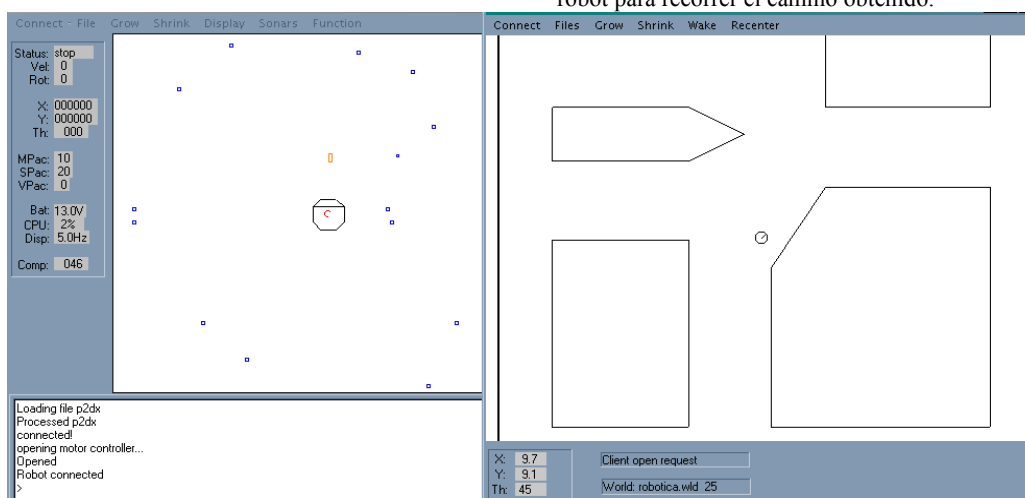 robot para recorrer el camino obtenido.
Connect - File Grow Shrink Display Sonars Function
Status: stop
Vel: 0
Rot: 0
X: 000000
Y: 000000
Th: 000
MPac: 10
SPac: 20
VPac: 0
Bat: 13.0V
CPU: 2%
Disp: 5.0Hz
Comp: 046
Loading file p2dx
Processed p2dx
connected!
opening motor controller...
Opened
Robot connected
>
Connect Files Grow Shrink Wake Recenter
X: 9.7
Y: 9.1
Th: 45
Client open request
World: robotica.wld 25